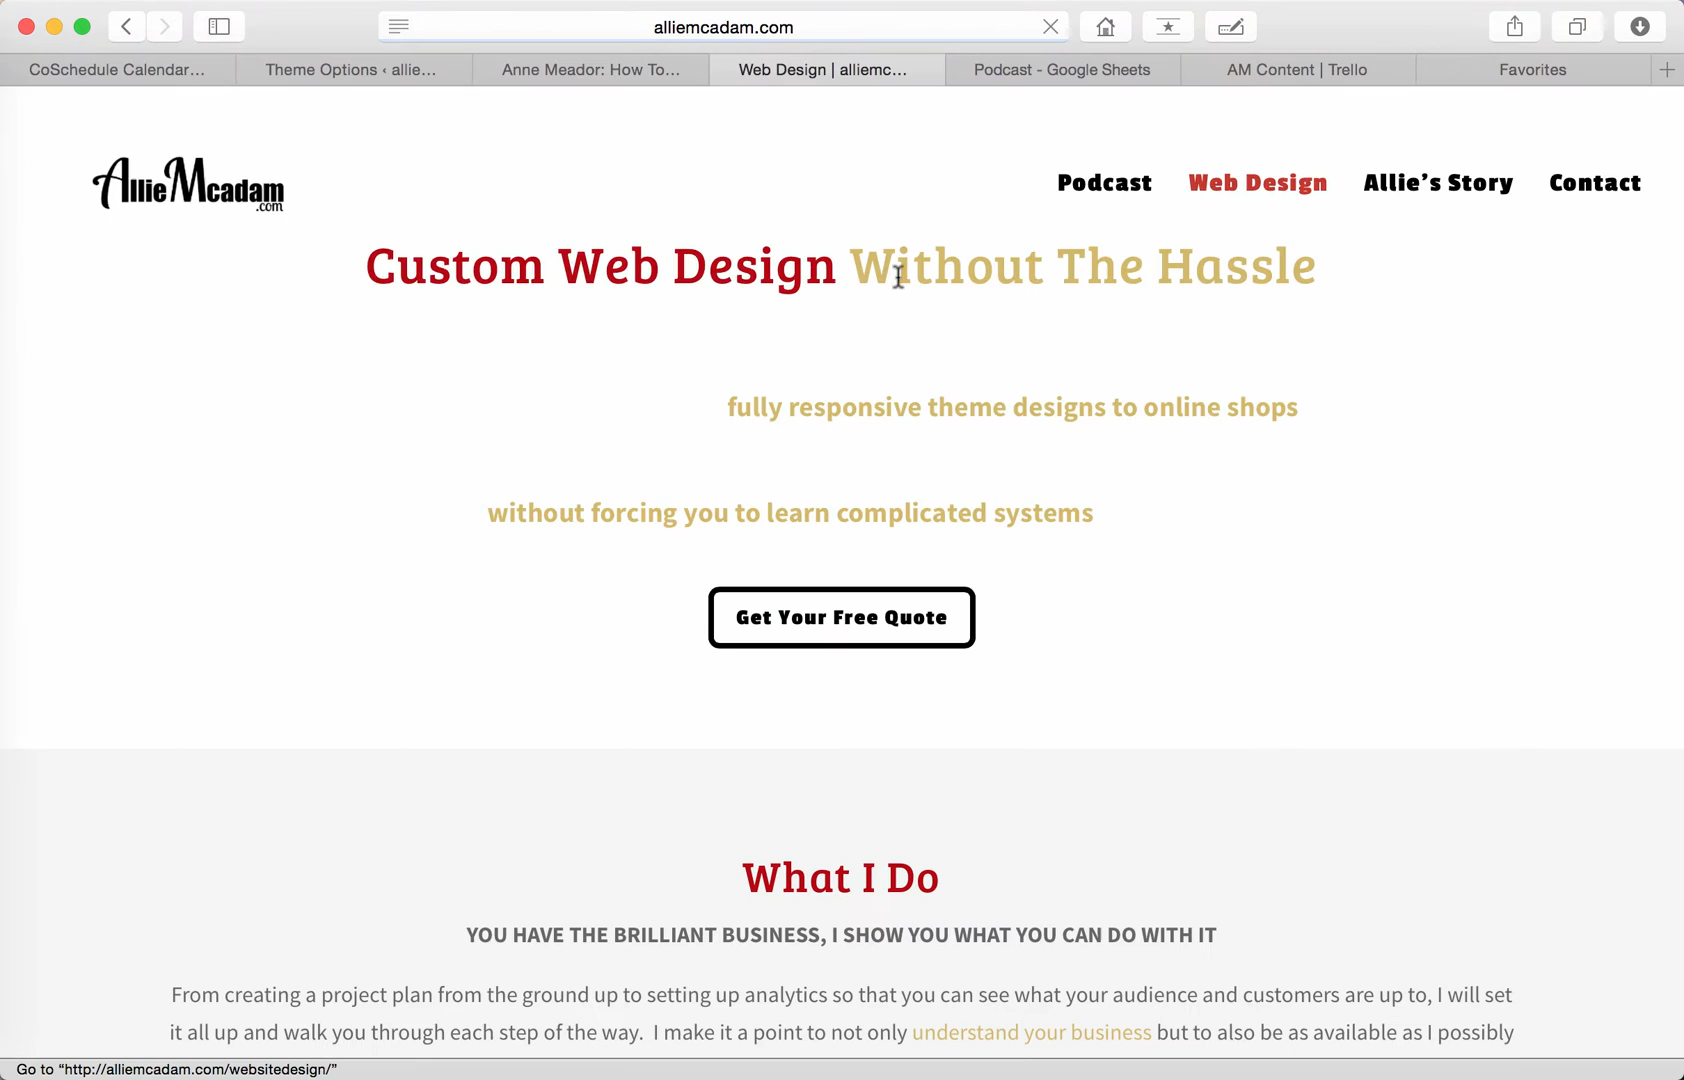 alliemcadam.com
CoSchedule Calendar...
Theme Options ‹ allie...
Anne Meador: How To...
Web Design | alliemc...
Podcast - Google Sheets
AM Content | Trello
Favorites
AllieMcadam
.com
Podcast
Web Design
Allie's Story
Contact
Custom Web Design Without The Hassle
fully responsive theme designs to online shops
without forcing you to learn complicated systems
Get Your Free Quote
What I Do
YOU HAVE THE BRILLIANT BUSINESS, I SHOW YOU WHAT YOU CAN DO WITH IT
From creating a project plan from the ground up to setting up analytics so that you can see what your audience and customers are up to, I will set
it all up and walk you through each step of the way. I make it a point to not only understand your business but to also be as available as I possibly
Go to “http://alliemcadam.com/websitedesign/”